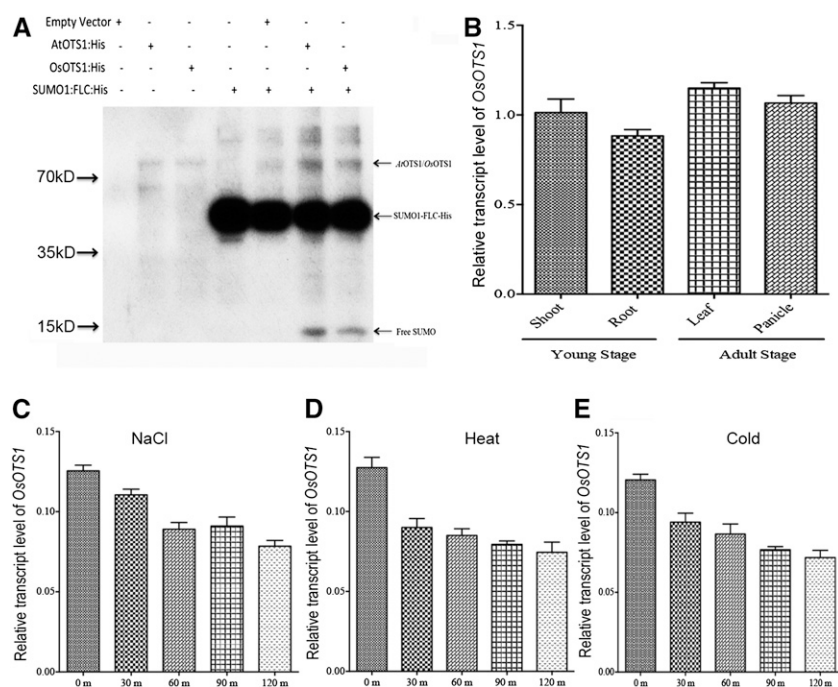 A
Empty Vector + - - - + - -
AtOTS1:His - + - - - + -
OsOTS1:His - - + - - - +
SUMO1:FLC:His - - - + + + +
70kD
35kD
15kD
AtOTS1/OsOTS1
SUMO1-FLC-His
Free SUMO
B
Relative transcript level of OsOTS1
1.5
1.0
0.5
0.0
Shoot Root Leaf Panicle
Young Stage Adult Stage
C
NaCl
Relative transcript level of OsOTS1
0.15
0.10
0.05
0.00
0 m 30 m 60 m 90 m 120 m
D
Heat
Relative transcript level of OsOTS1
0.15
0.10
0.05
0.00
0 m 30 m 60 m 90 m 120 m
E
Cold
Relative transcript level of OsOTS1
0.15
0.10
0.05
0.00
0 m 30 m 60 m 90 m 120 m